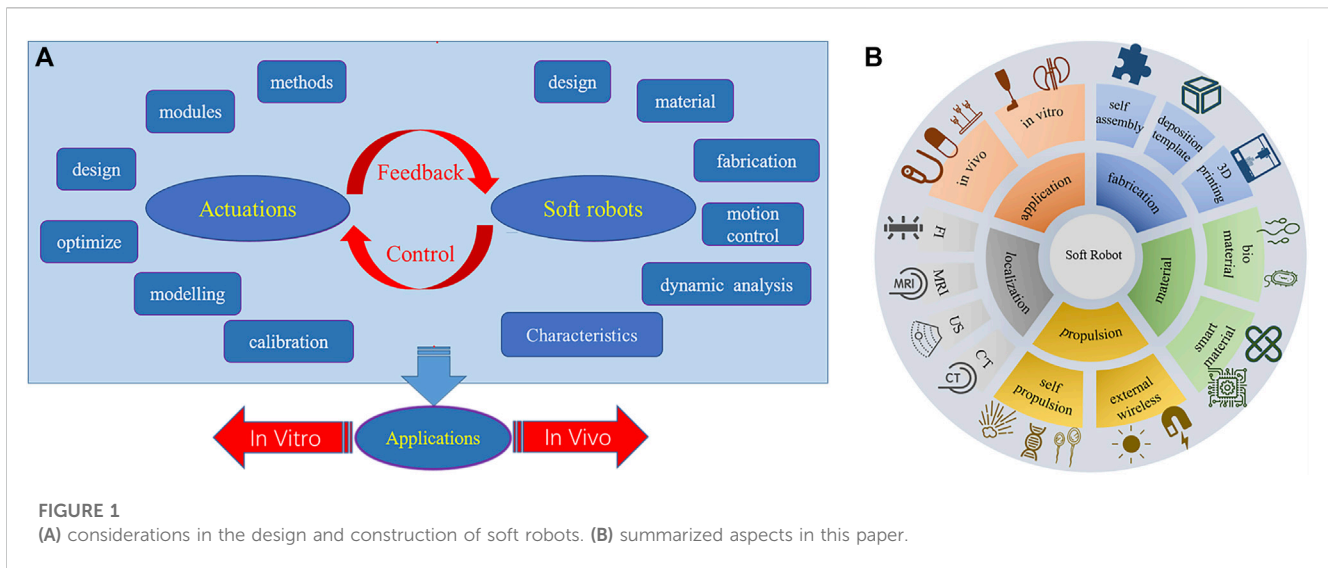 A
methods
modules
design
optimize
modelling
calibration
Actuations
Feedback
Control
Soft robots
design
material
fabrication
motion
control
dynamic analysis
Characteristics
In Vitro
Applications
In Vivo
B
in vitro
in vivo
application
self
assembly
deposition
template
3D
printing
fabrication
Soft Robot
localization
FI
MRI
MRI
US
CT
CT
material
bio
material
smart
material
propulsion
self
propulsion
external
wireless
FIGURE 1
(A) considerations in the design and construction of soft robots. (B) summarized aspects in this paper.